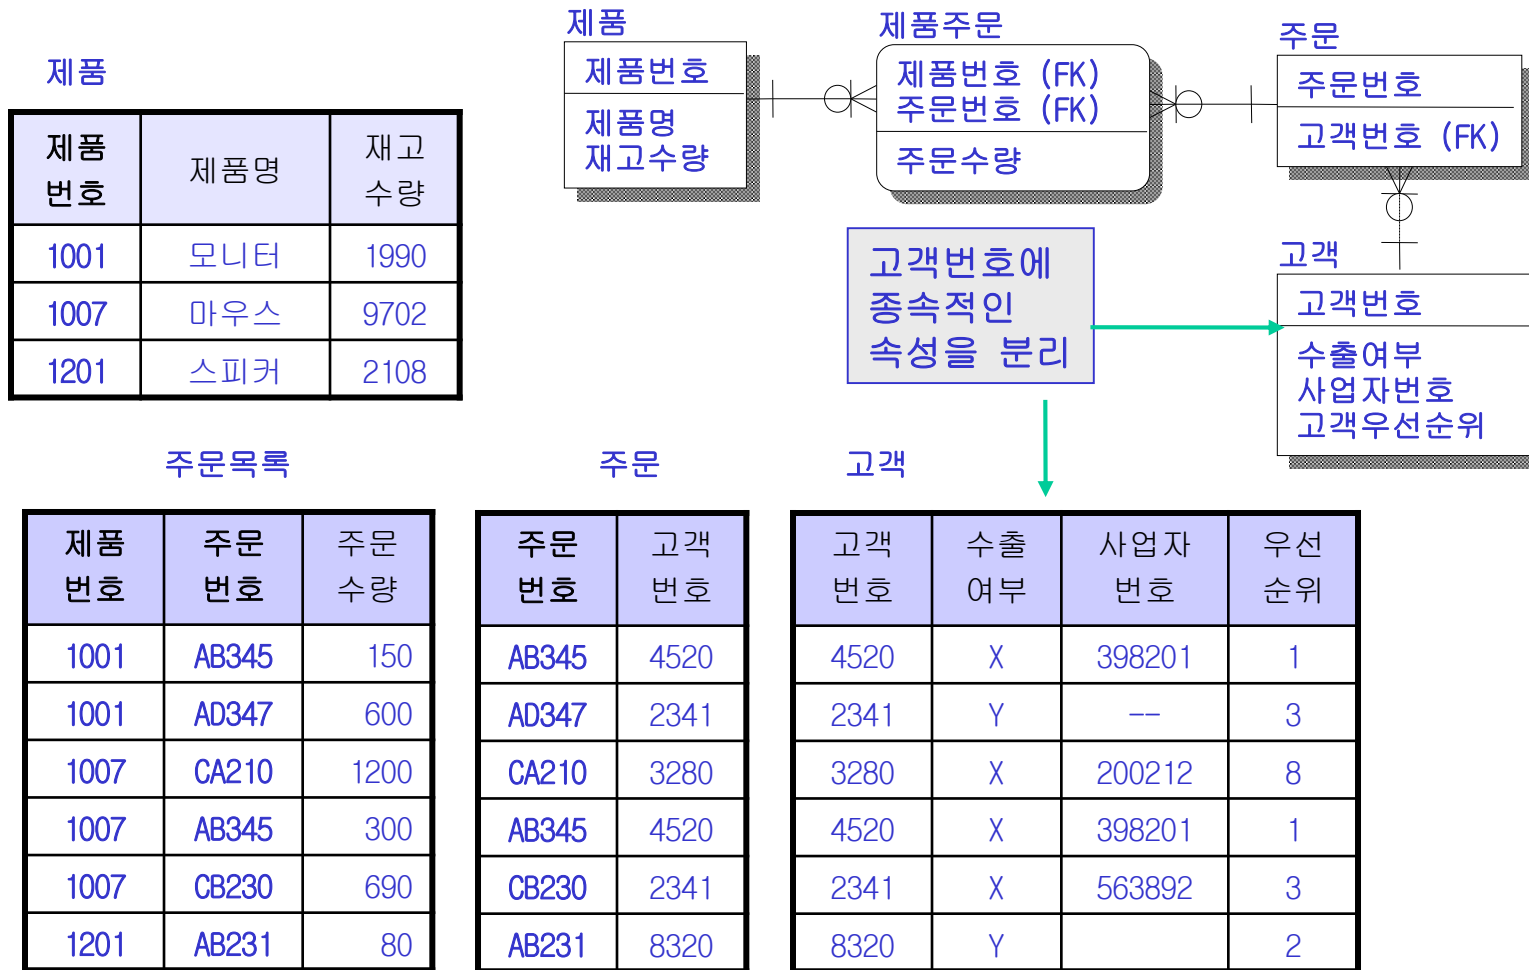 제품
제품주문
주문
제품번호
제품명
재고수량
제품번호 (FK)
주문번호 (FK)
주문수량
주문번호
고객번호 (FK)
고객
고객번호
수출여부
사업자번호
고객우선순위
고객번호에
종속적인
속성을 분리
제품
제품
번호
제품명
재고
수량
1001 모니터 1990
1007 마우스 9702
1201 스피커 2108
주문목록
제품
번호
주문
번호
주문
수량
1001 AB345 150
1001 AD347 600
1007 CA210 1200
1007 AB345 300
1007 CB230 690
1201 AB231 80
주문
주문
번호
고객
번호
AB345 4520
AD347 2341
CA210 3280
AB345 4520
CB230 2341
AB231 8320
고객
고객
번호
수출
여부
사업자
번호
우선
순위
4520 X 398201 1
2341 Y -- 3
3280 X 200212 8
4520 X 398201 1
2341 X 563892 3
8320 Y 2